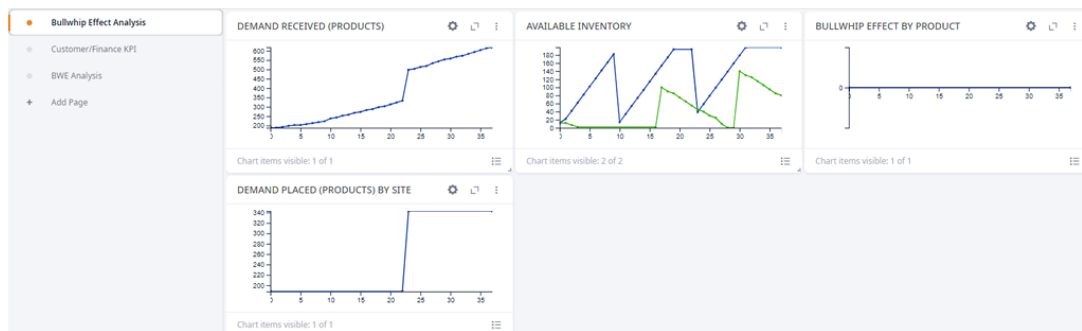 Bullwhip Effect Analysis
Customer/Finance KPI
BWE Analysis
+ Add Page
DEMAND RECEIVED (PRODUCTS)
600
550
500
450
400
350
300
250
200
5 10 15 20 25 30 35
Chart items visible: 1 of 1
AVAILABLE INVENTORY
180
160
140
120
100
80
60
40
20
0
5 10 15 20 25 30 35
Chart items visible: 2 of 2
BULLWHIP EFFECT BY PRODUCT
0
5 10 15 20 25 30 35
Chart items visible: 1 of 1
DEMAND PLACED (PRODUCTS) BY SITE
340
320
300
280
260
240
220
200
5 10 15 20 25 30 35
Chart items visible: 1 of 1